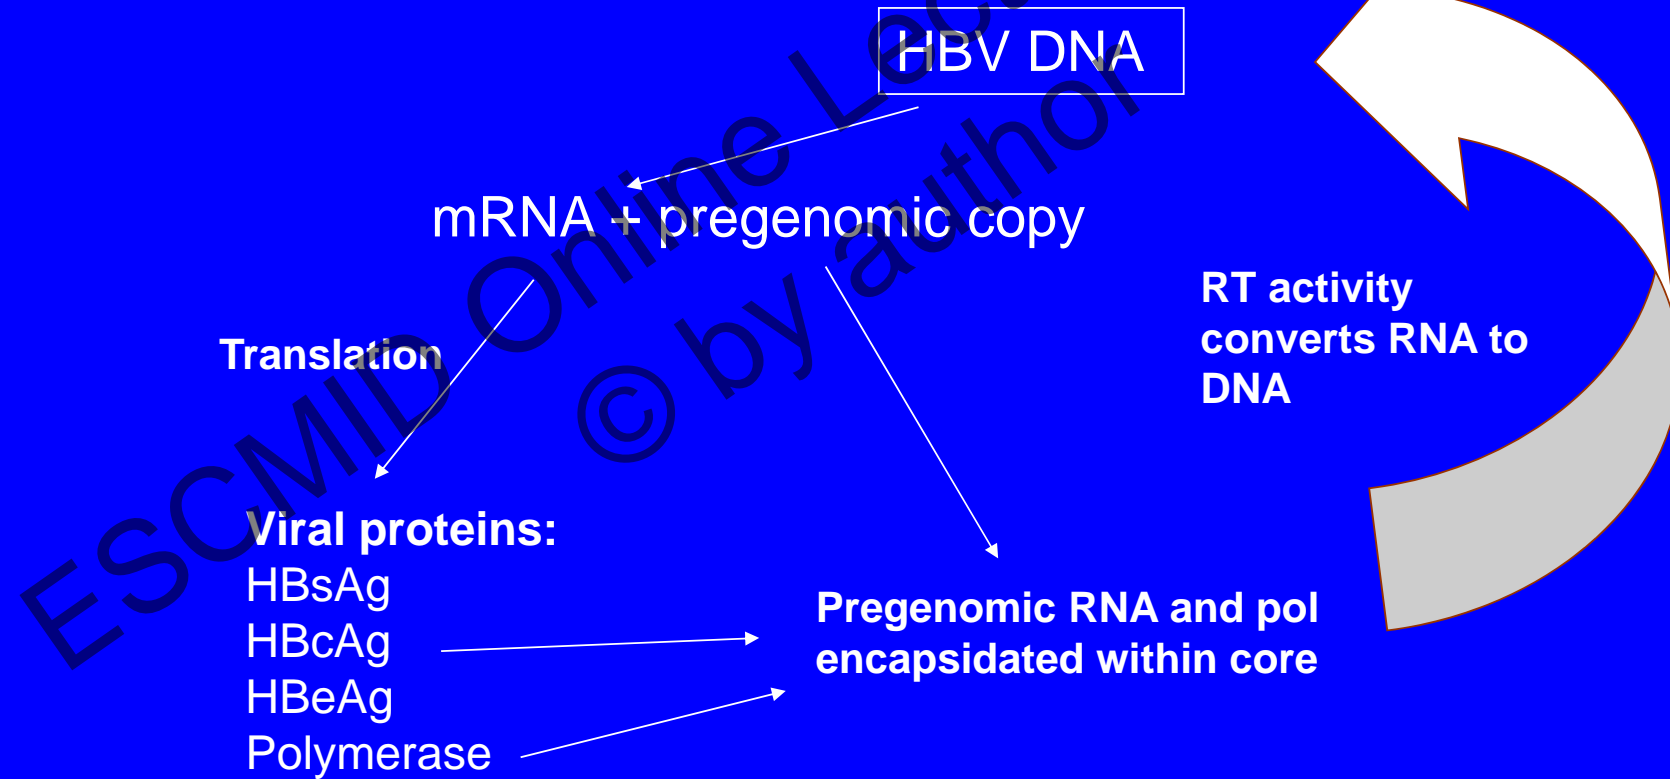 HBV DNA
mRNA + pregenomic copy
RT activity
converts RNA to
DNA
Translation
Viral proteins:
HBsAg
HBcAg
HBeAg
Polymerase
Pregenomic RNA and pol
encapsidated within core
ESCMID Online Lec
© by author